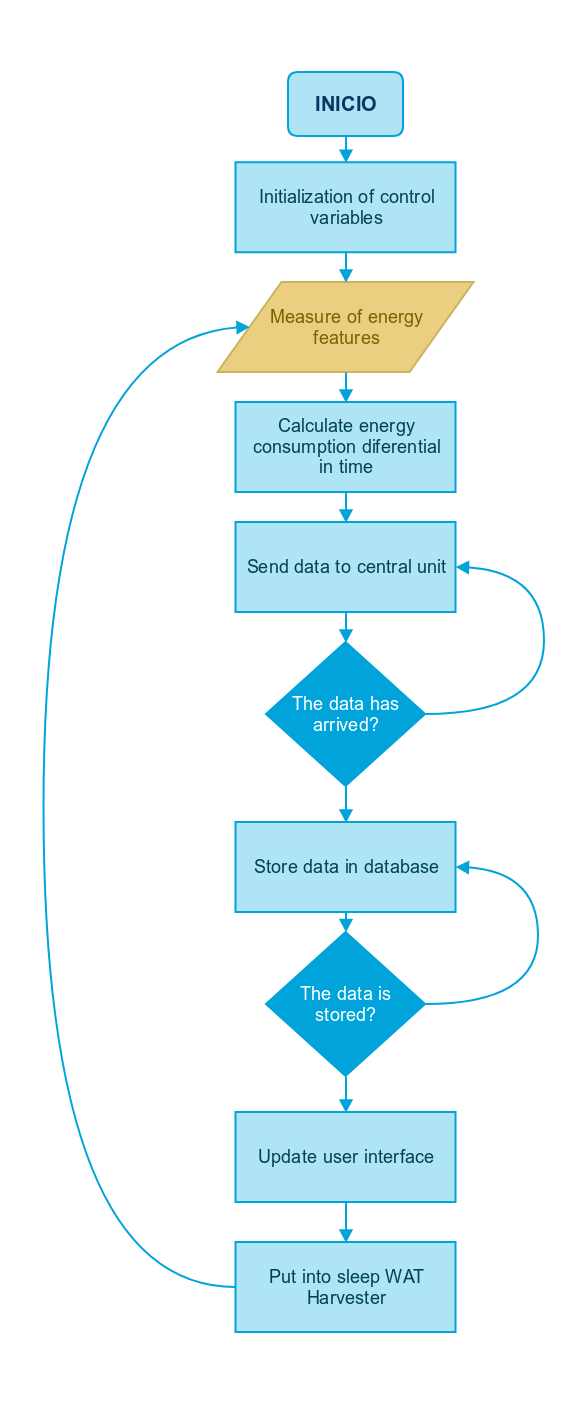 INICIO
Initialization of control
variables
Measure of energy
features
Calculate energy
consumption diferential
in time
Send data to central unit
The data has
arrived?
Store data in database
The data is
stored?
Update user interface
Put into sleep WAT
Harvester